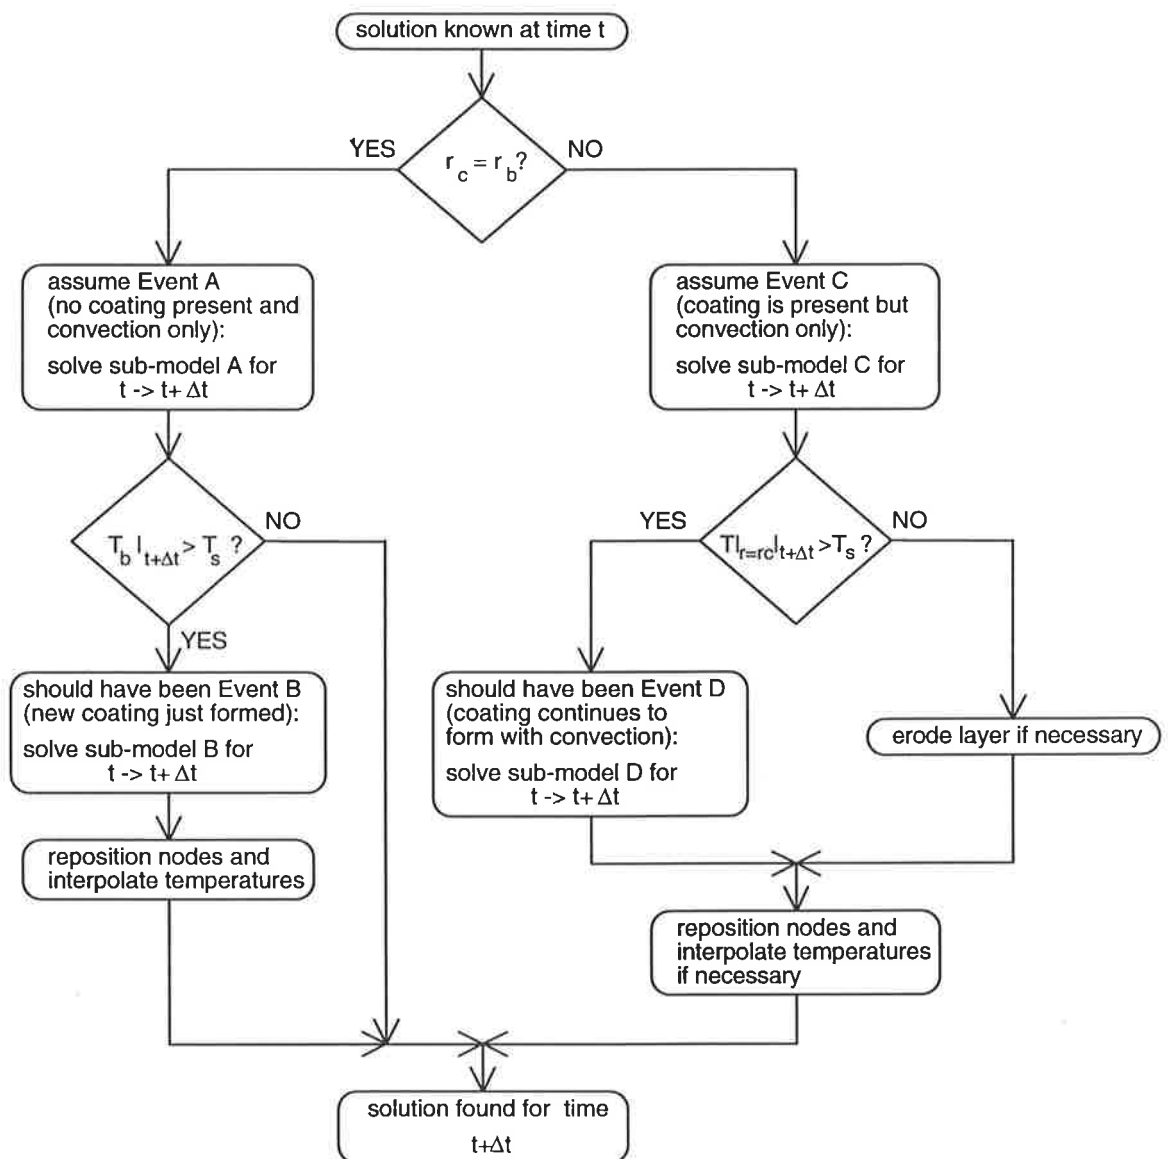 solution known at time t
YES
r_c = r_b?
NO
assume Event A
(no coating present and
convection only):
solve sub-model A for
t -> t+ Δt
assume Event C
(coating is present but
convection only):
solve sub-model C for
t -> t+ Δt
T_b |_t+Δt > T_s ?
NO
YES
YES
T|_r=rc|_t+Δt >T_s ?
NO
should have been Event B
(new coating just formed):
solve sub-model B for
t -> t+ Δt
should have been Event D
(coating continues to
form with convection):
solve sub-model D for
t -> t+ Δt
erode layer if necessary
reposition nodes and
interpolate temperatures
reposition nodes and
interpolate temperatures
if necessary
solution found for time
t+Δt